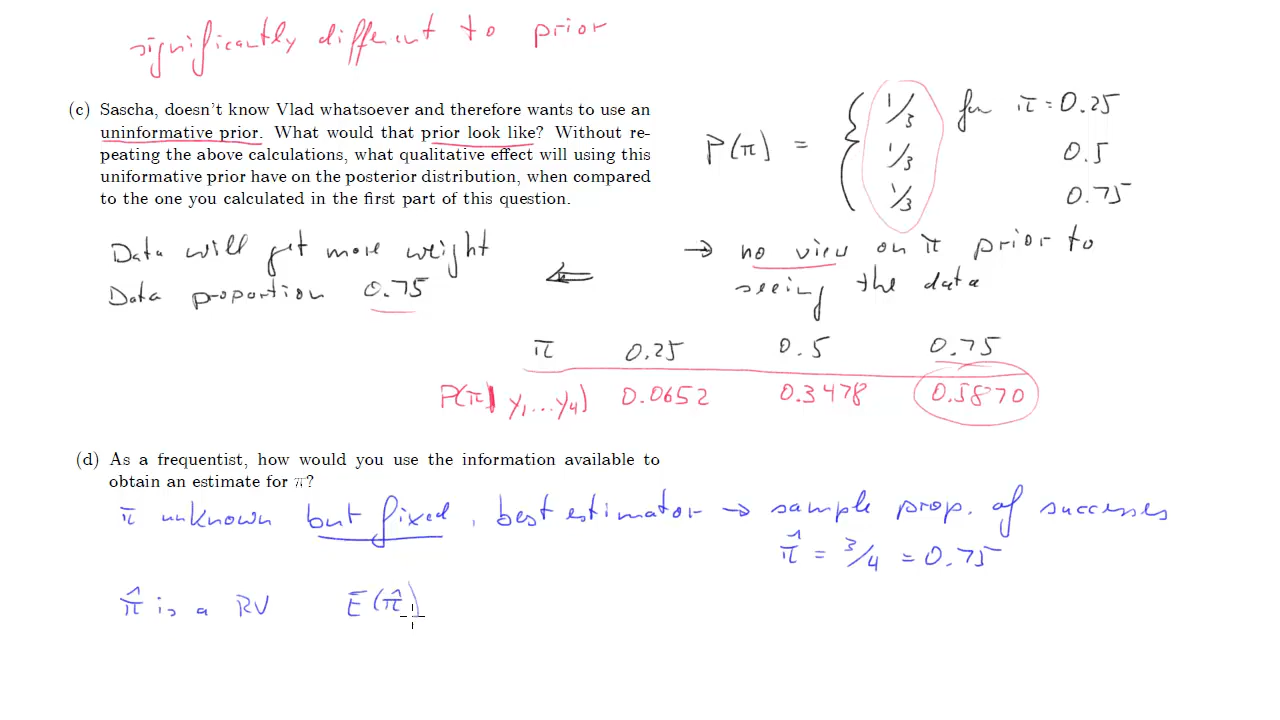 significantly different to prior
(c) Sascha, doesn't know Vlad whatsoever and therefore wants to use an
uninformative prior. What would that prior look like? Without re-
peating the above calculations, what qualitative effect will using this
uniformative prior have on the posterior distribution, when compared
to the one you calculated in the first part of this question.
P(π) = { 1/3 for π = 0.25
1/3 0.5
1/3 0.75
Data will get more weight
Data proportion 0.75
⇐
→ no view on π prior to
seeing the data
π 0.25 0.5 0.75
P(π| y₁...y₄) 0.0652 0.3478 0.5870
(d) As a frequentist, how would you use the information available to
obtain an estimate for π?
π unknown but fixed, best estimator → sample prop. of successes
π̂ = 3/4 = 0.75
π̂ is a RV E(π̂)